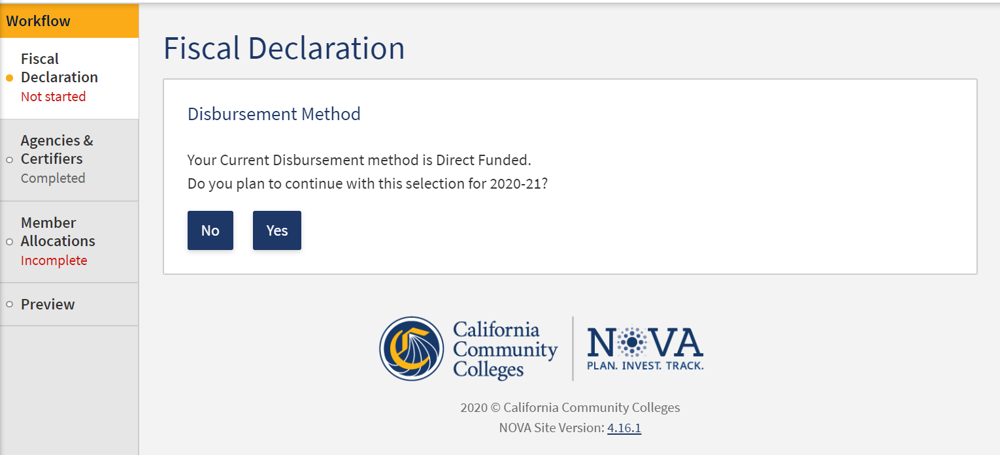 Workflow
Fiscal
Declaration
Not started
Agencies &
Certifiers
Completed
Member
Allocations
Incomplete
Preview
Fiscal Declaration
Disbursement Method
Your Current Disbursement method is Direct Funded.
Do you plan to continue with this selection for 2020-21?
No Yes
California
Community
Colleges
NOVA
PLAN. INVEST. TRACK.
2020 © California Community Colleges
NOVA Site Version: 4.16.1